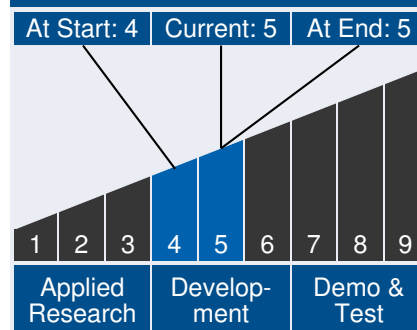 At Start: 4 Current: 5 At End: 5
1 2 3 4 5 6 7 8 9
Applied Develop- Demo &
Research ment Test